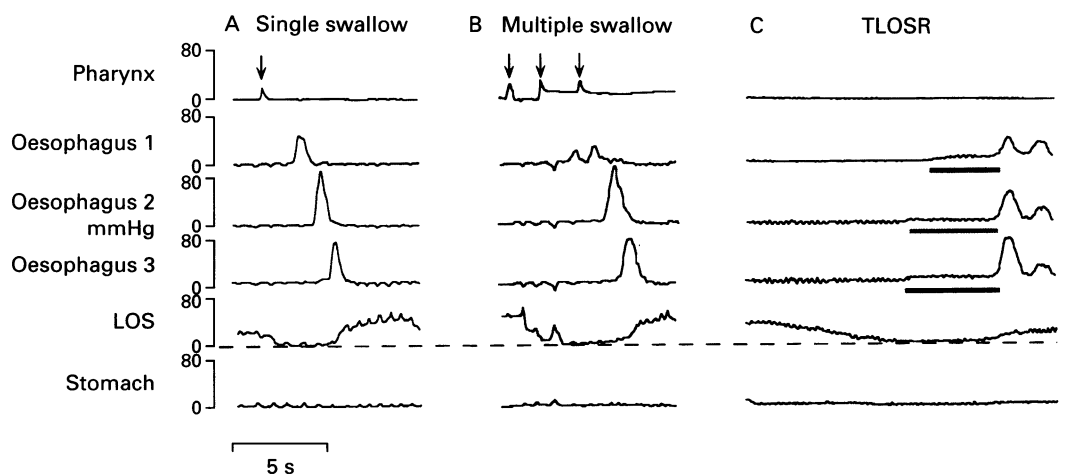 A Single swallow
B Multiple swallow
C TLOSR
Pharynx
80
0
Oesophagus 1
80
0
Oesophagus 2
mmHg
80
0
Oesophagus 3
80
0
LOS
80
0
Stomach
80
0
5 s